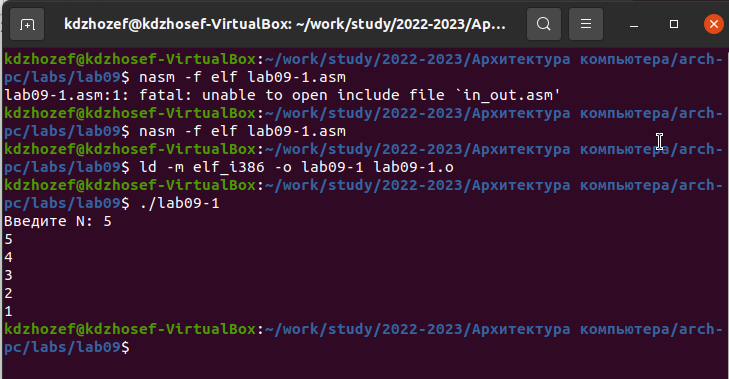 kdzhozef@kdzhosef-VirtualBox: ~/work/study/2022-2023/Ар...
kdzhozef@kdzhosef-VirtualBox:~/work/study/2022-2023/Архитектура компьютера/arch-
pc/labs/lab09$ nasm -f elf lab09-1.asm
lab09-1.asm:1: fatal: unable to open include file `in_out.asm'
kdzhozef@kdzhosef-VirtualBox:~/work/study/2022-2023/Архитектура компьютера/arch-
pc/labs/lab09$ nasm -f elf lab09-1.asm
kdzhozef@kdzhosef-VirtualBox:~/work/study/2022-2023/Архитектура компьютера/arch-
pc/labs/lab09$ ld -m elf_i386 -o lab09-1 lab09-1.o
kdzhozef@kdzhosef-VirtualBox:~/work/study/2022-2023/Архитектура компьютера/arch-
pc/labs/lab09$ ./lab09-1
Введите N: 5
5
4
3
2
1
kdzhozef@kdzhosef-VirtualBox:~/work/study/2022-2023/Архитектура компьютера/arch-
pc/labs/lab09$